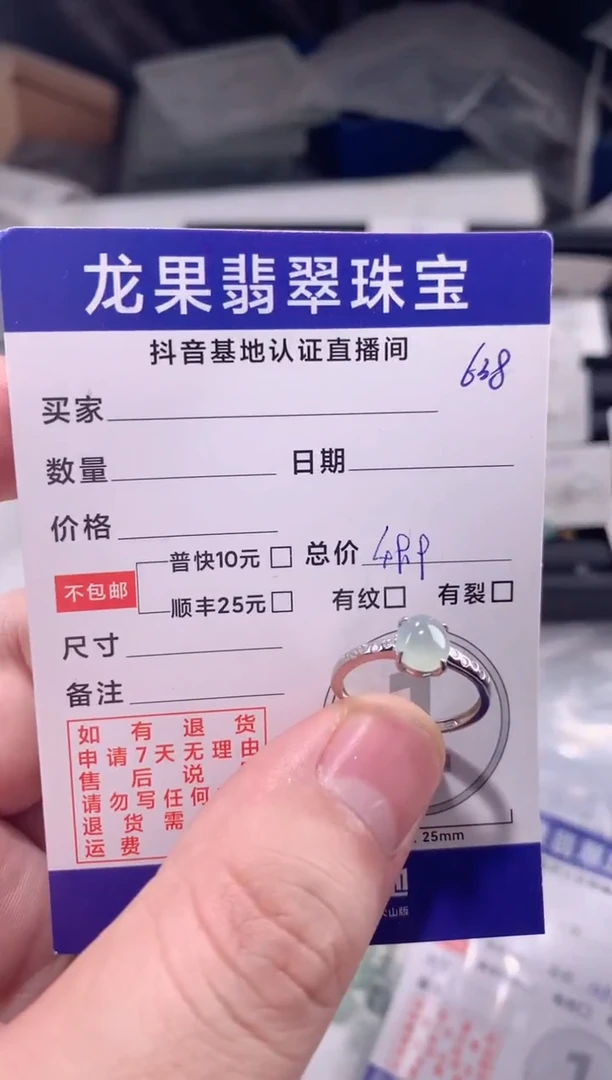 龙果翡翠珠宝
抖音基地认证直播间
638
买家
数量 日期
价格
不包邮 普快10元 总价
顺丰25元 有纹 有裂
尺寸
备注
如有退货
申请7天无理由
售后说
请勿写任何
退货需
运费
25mm
山版